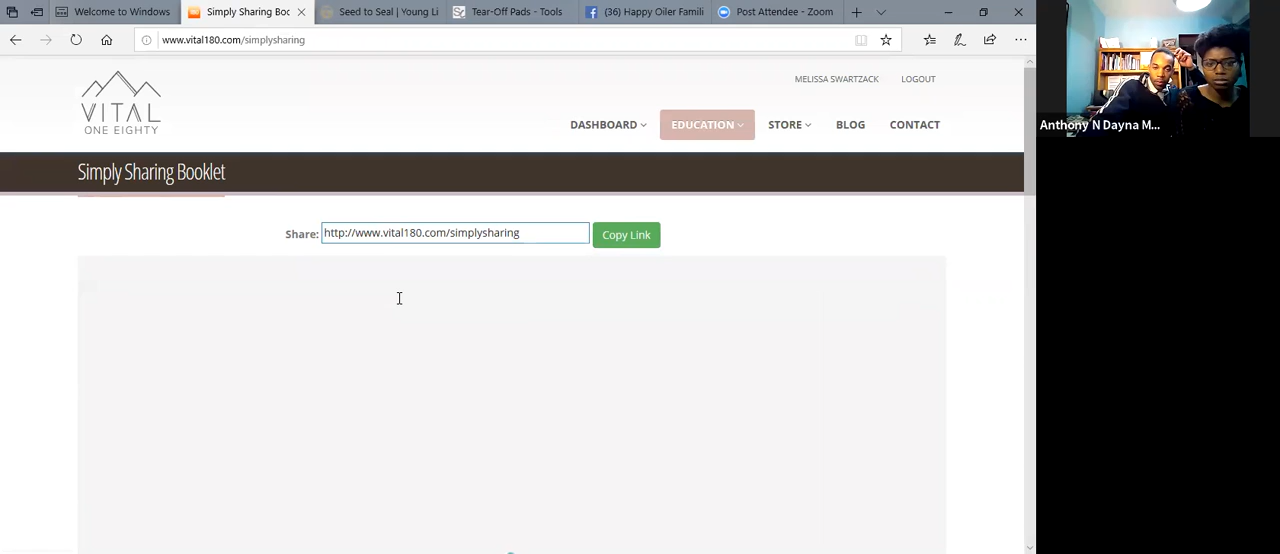 Welcome to Windows
Simply Sharing Boo
Seed to Seal | Young Li
Tear-Off Pads - Tools
(36) Happy Oiler Famili
Post Attendee - Zoom
www.vital180.com/simplysharing
VITAL
ONE EIGHTY
MELISSA SWARTZACK
LOGOUT
DASHBOARD
EDUCATION
STORE
BLOG
CONTACT
Simply Sharing Booklet
Share:
http://www.vital180.com/simplysharing
Copy Link
Anthony N Dayna M...